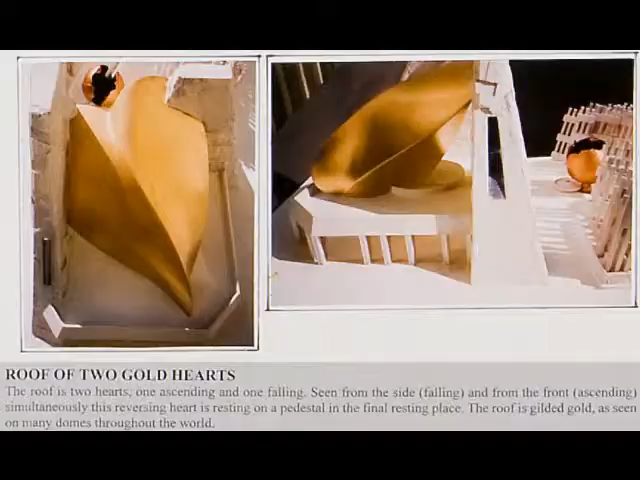 ROOF OF TWO GOLD HEARTS
The roof is two hearts, one ascending and one falling. Seen from the side (falling) and from the front (ascending)
simultaneously this reversing heart is resting on a pedestal in the final resting place. The roof is gilded gold, as seen
on many domes throughout the world.